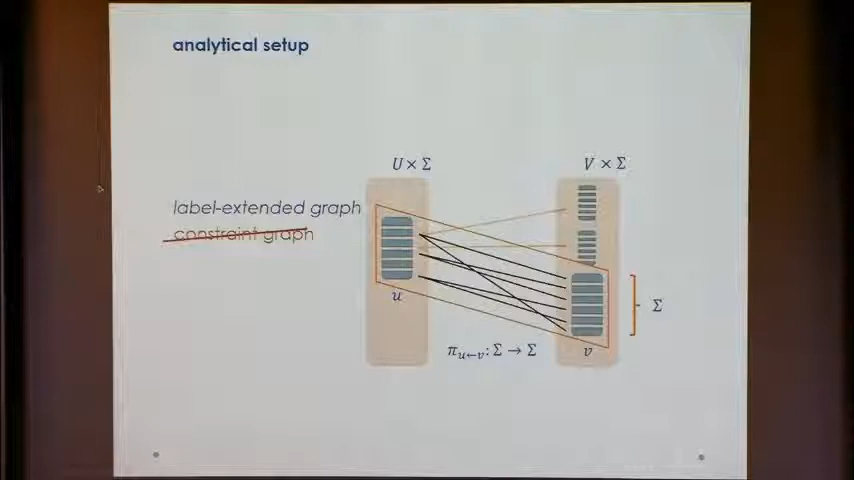 analytical setup
U × Σ
V × Σ
label-extended graph
constraint graph
u
Σ
π_{u←v}: Σ → Σ
v